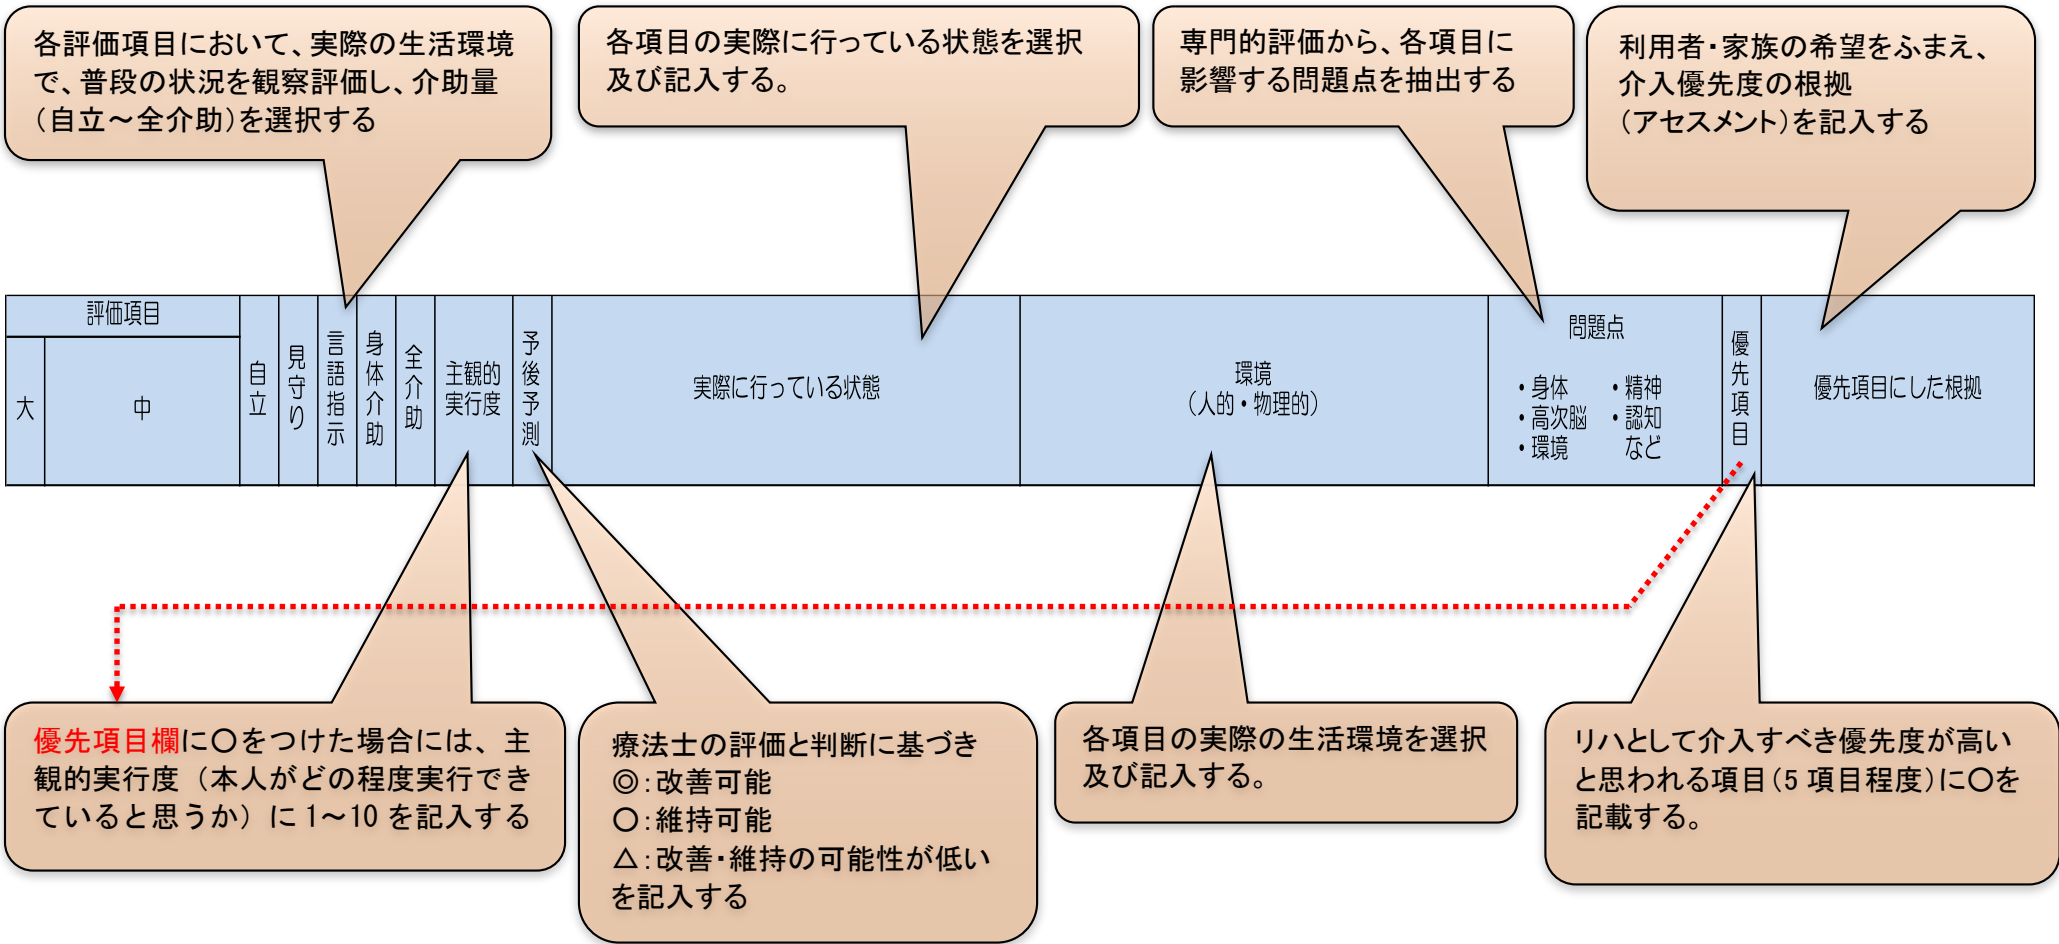 各評価項目において、実際の生活環境
で、普段の状況を観察評価し、介助量
（自立～全介助）を選択する
各項目の実際に行っている状態を選択
及び記入する。
専門的評価から、各項目に
影響する問題点を抽出する
利用者・家族の希望をふまえ、
介入優先度の根拠
（アセスメント）を記入する
評価項目
大
中
自立
見守り
言語指示
身体介助
全介助
主観的
実行度
予後予測
実際に行っている状態
環境
（人的・物理的）
問題点
・身体 ・精神
・高次脳 ・認知
・環境 など
優先項目
優先項目にした根拠
優先項目欄に○をつけた場合には、主
観的実行度（本人がどの程度実行でき
ていると思うか）に1～10を記入する
療法士の評価と判断に基づき
◎：改善可能
○：維持可能
△：改善・維持の可能性が低い
を記入する
各項目の実際の生活環境を選択
及び記入する。
リハとして介入すべき優先度が高い
と思われる項目（5 項目程度）に○を
記載する。